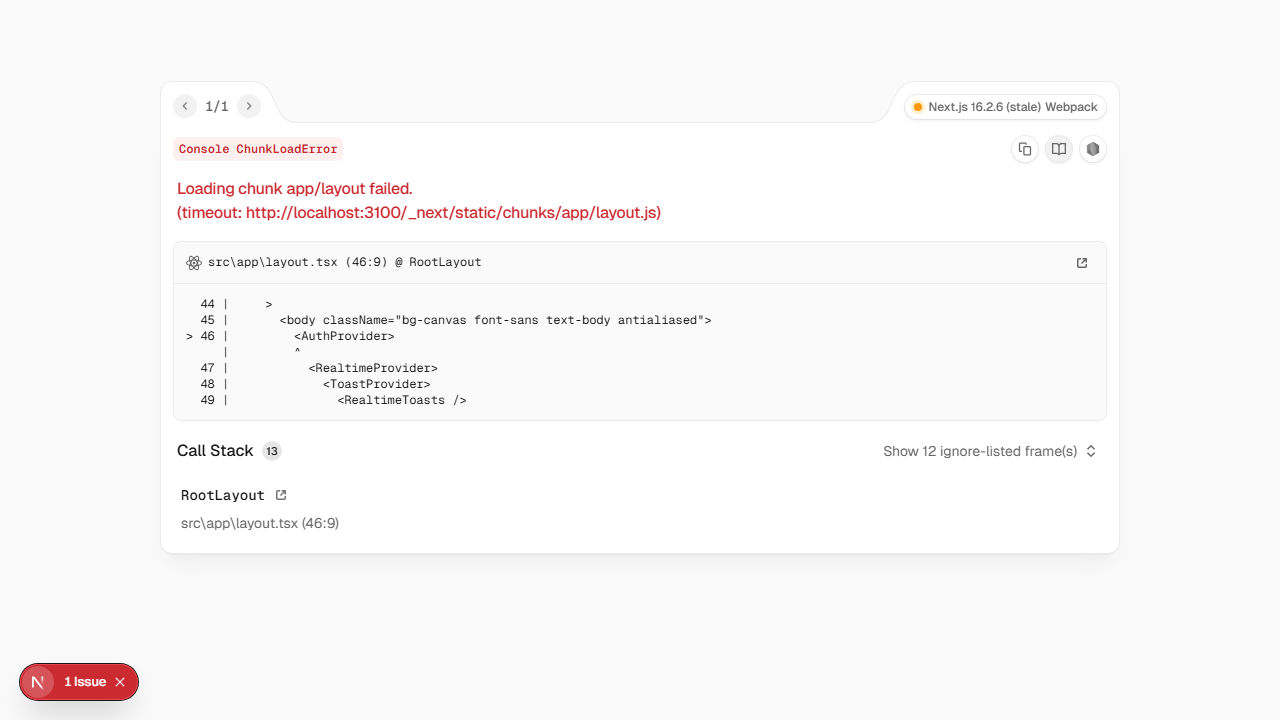 1/1
Next.js 16.2.6 (stale) Webpack
Console ChunkLoadError
Loading chunk app/layout failed.
(timeout: http://localhost:3100/_next/static/chunks/app/layout.js)
src\app\layout.tsx (46:9) @ RootLayout
44 |     >
45 |       <body className="bg-canvas font-sans text-body antialiased">
> 46 |         <AuthProvider>
|         ^
47 |           <RealtimeProvider>
48 |             <ToastProvider>
49 |               <RealtimeToasts />
Call Stack 13
Show 12 ignore-listed frame(s)
RootLayout
src\app\layout.tsx (46:9)
N 1 Issue